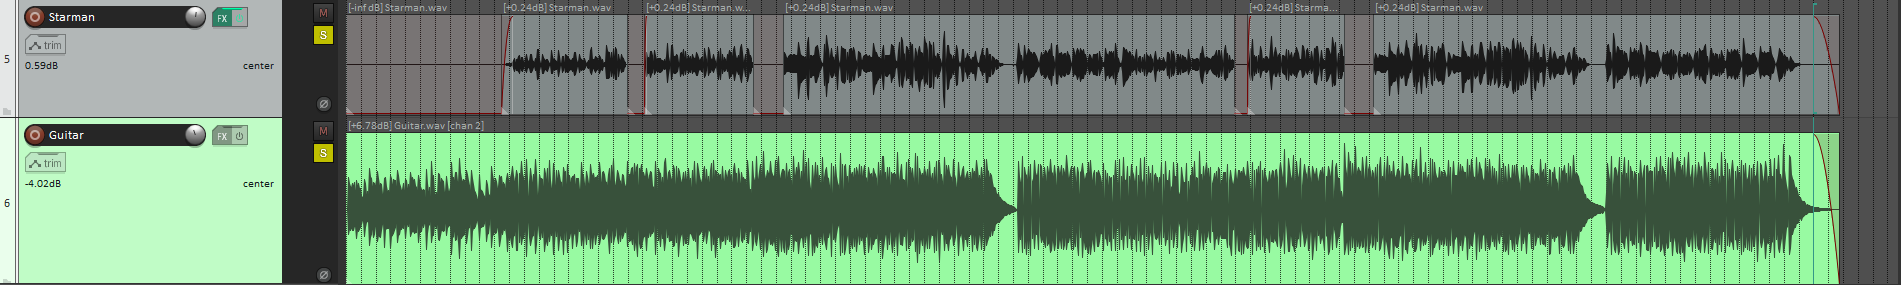 [-inf dB] Starman.wav [+0.24dB] Starman.wav [+0.24dB] Starman.w... [+0.24dB] Starman.wav [+0.24dB] Starma... [+0.24dB] Starman.wav
Starman FX M
S
trim
5
0.59dB center
[+6.78dB] Guitar.wav [chan 2]
Guitar FX M
trim S
-4.02dB center
6